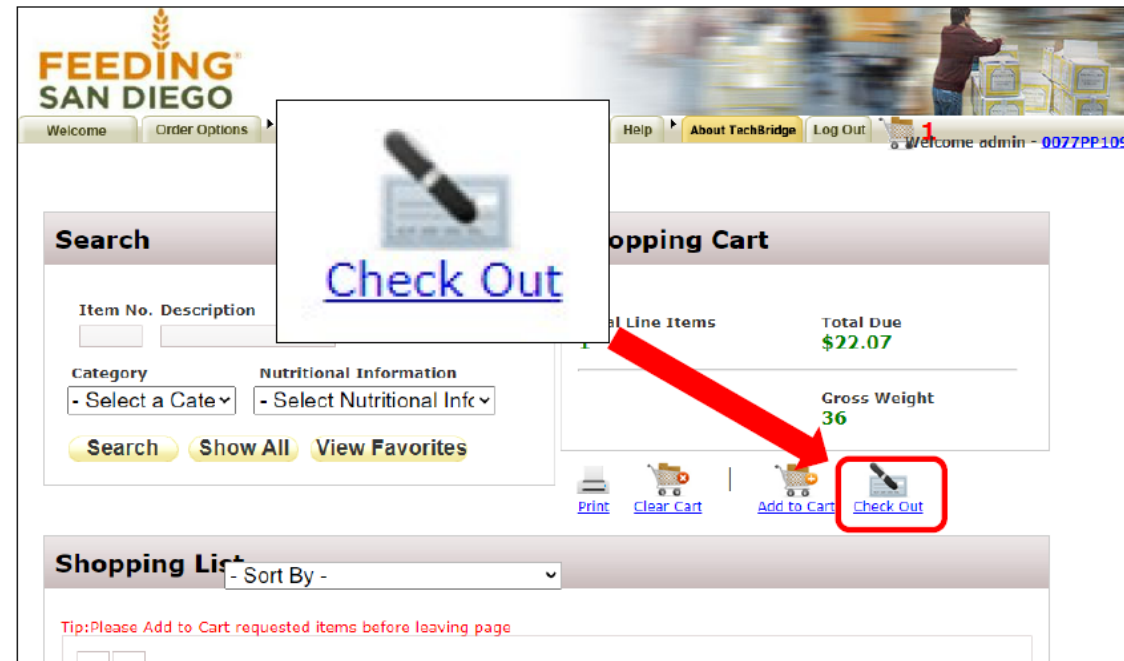 FEEDING®
SAN DIEGO
Welcome
Order Options
Help
About TechBridge
Log Out
1
Welcome admin - 0077PP109
Search
Check Out
opping Cart
Item No. Description
Line Items
Total Due
$22.07
Category
Nutritional Information
- Select a Cate
- Select Nutritional Infc
Gross Weight
36
Search
Show All
View Favorites
Print
Clear Cart
Add to Cart
Check Out
Shopping Lis
- Sort By -
Tip:Please Add to Cart requested items before leaving page